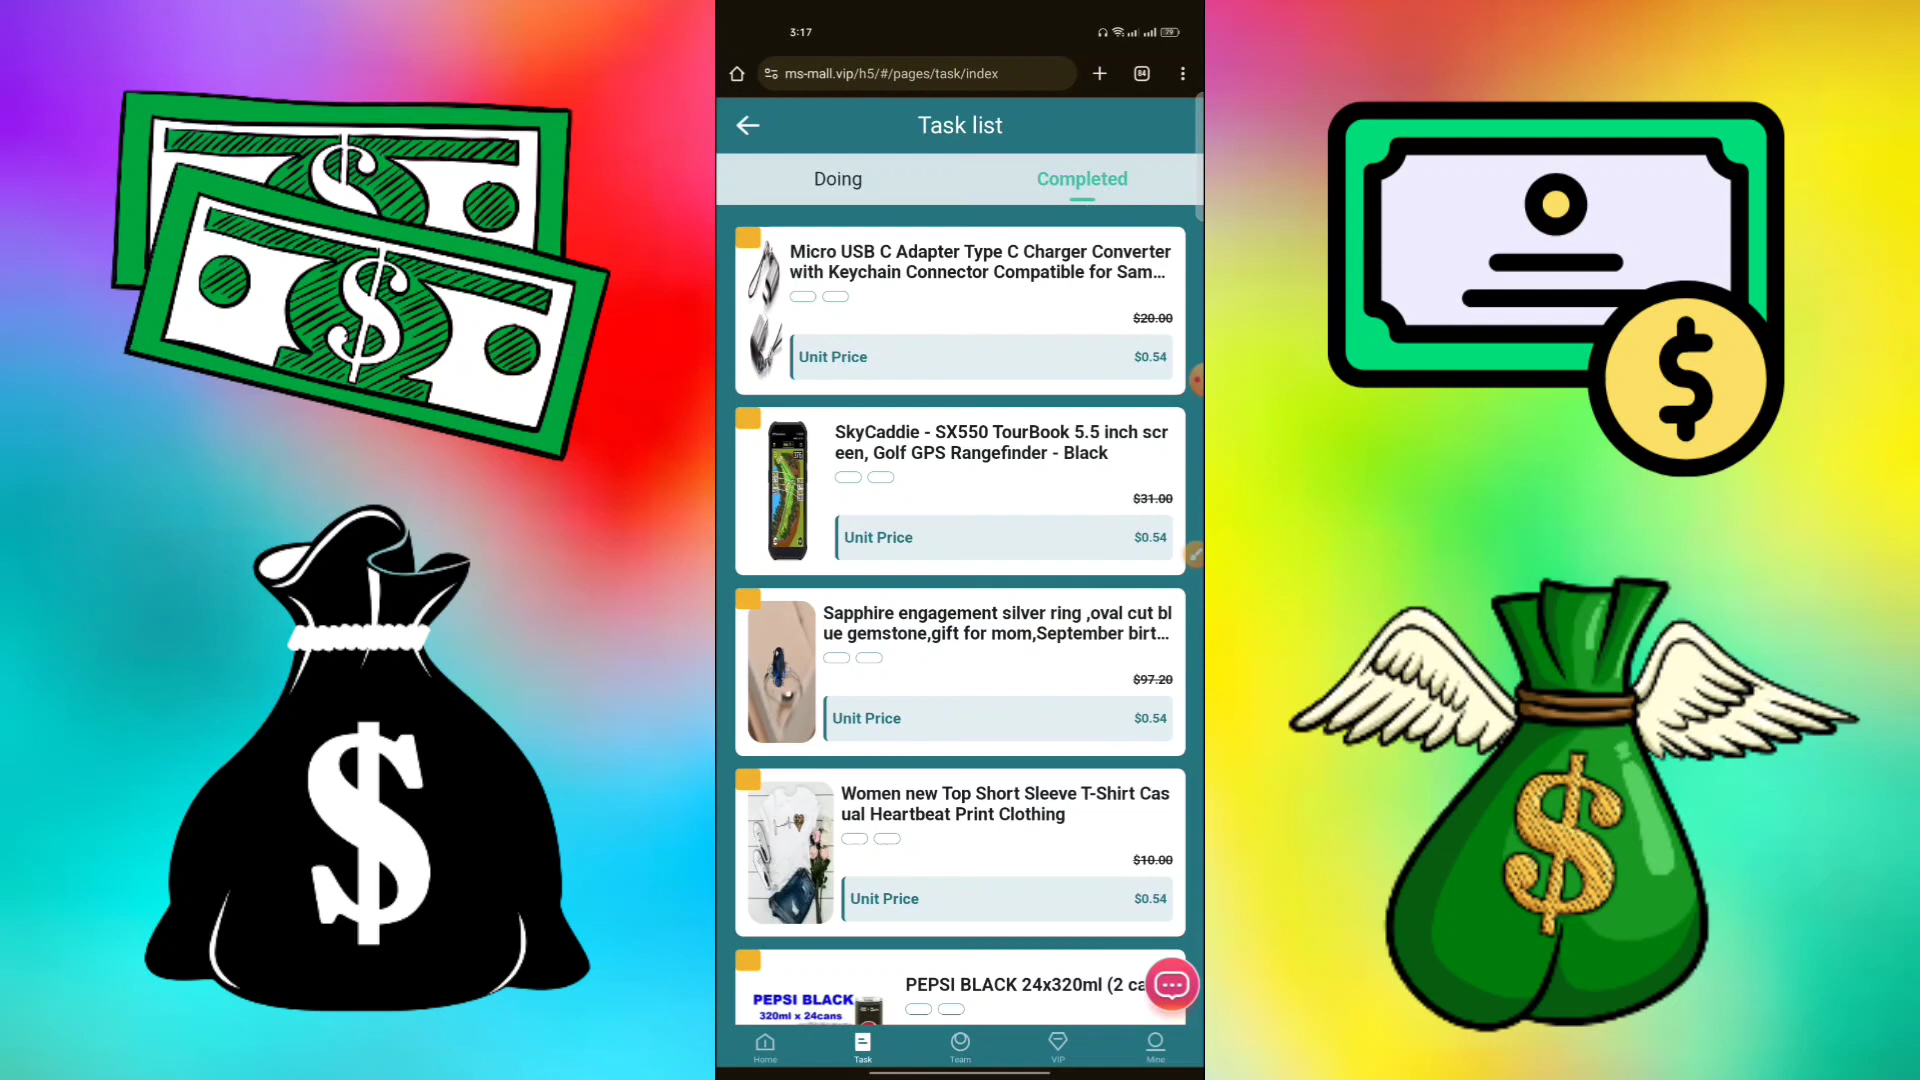 3:17
79
ms-mall.vip/h5/#/pages/task/index
84
Task list
Doing
Completed
Micro USB C Adapter Type C Charger Converter
with Keychain Connector Compatible for Sam...
$20.00
Unit Price
$0.54
SkyCaddie - SX550 TourBook 5.5 inch scr
een, Golf GPS Rangefinder - Black
$31.00
Unit Price
$0.54
Sapphire engagement silver ring ,oval cut bl
ue gemstone,gift for mom,September birt...
$97.20
Unit Price
$0.54
Women new Top Short Sleeve T-Shirt Cas
ual Heartbeat Print Clothing
$10.00
Unit Price
$0.54
PEPSI BLACK 24x320ml (2 ca
PEPSI BLACK
320ml x 24cans
Home
Task
Team
VIP
Mine
$
$
$
$
$